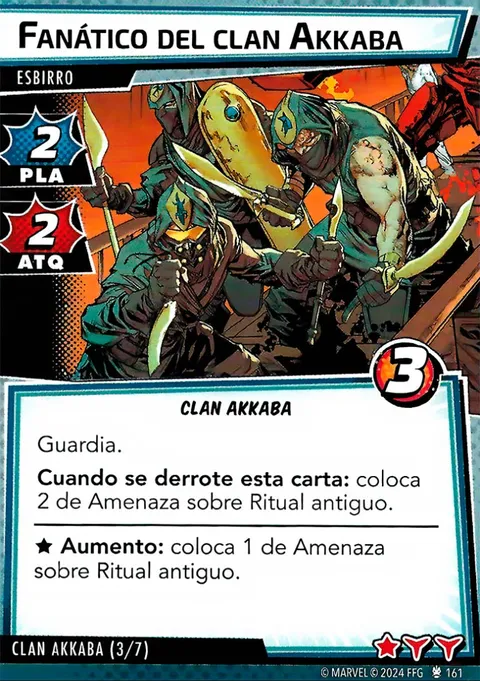 Fanático del clan Akkaba
ESBIRRO
2
PLA
2
ATQ
3
CLAN AKKABA
Guardia.
Cuando se derrote esta carta: coloca
2 de Amenaza sobre Ritual antiguo.
★ Aumento: coloca 1 de Amenaza
sobre Ritual antiguo.
CLAN AKKABA (3/7)
© MARVEL © 2024 FFG 161